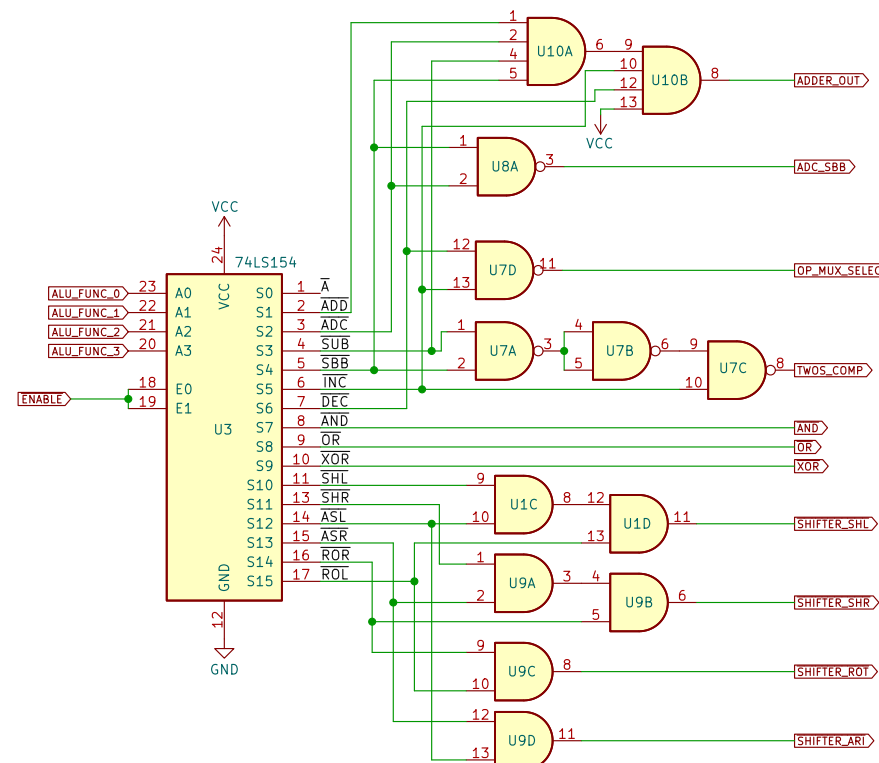 1
2
4
5
U10A
6
9
10
12
13
U10B
8
ADDER_OUT
VCC
1
2
U8A
3
ADC_SBB
12
13
U7D
11
OP_MUX_SELEC
VCC
24
74LS154
ALU_FUNC_0
23
A0
VCC
S0
1
A
ALU_FUNC_1
22
A1
S1
2
ADD
ALU_FUNC_2
21
A2
S2
3
ADC
ALU_FUNC_3
20
A3
S3
4
SUB
S4
5
SBB
1
2
U7A
3
4
5
U7B
6
9
10
U7C
8
TWOS_COMP
ENABLE
18
E0
S5
6
INC
19
E1
S6
7
DEC
U3
S7
8
AND
AND
S8
9
OR
OR
S9
10
XOR
XOR
S10
11
SHL
S11
13
SHR
S12
14
ASL
S13
15
ASR
S14
16
ROR
S15
17
ROL
GND
12
GND
9
10
U1C
8
12
13
U1D
11
SHIFTER_SHL
1
2
U9A
3
4
5
U9B
6
SHIFTER_SHR
9
10
U9C
8
SHIFTER_ROT
12
13
U9D
11
SHIFTER_ARI